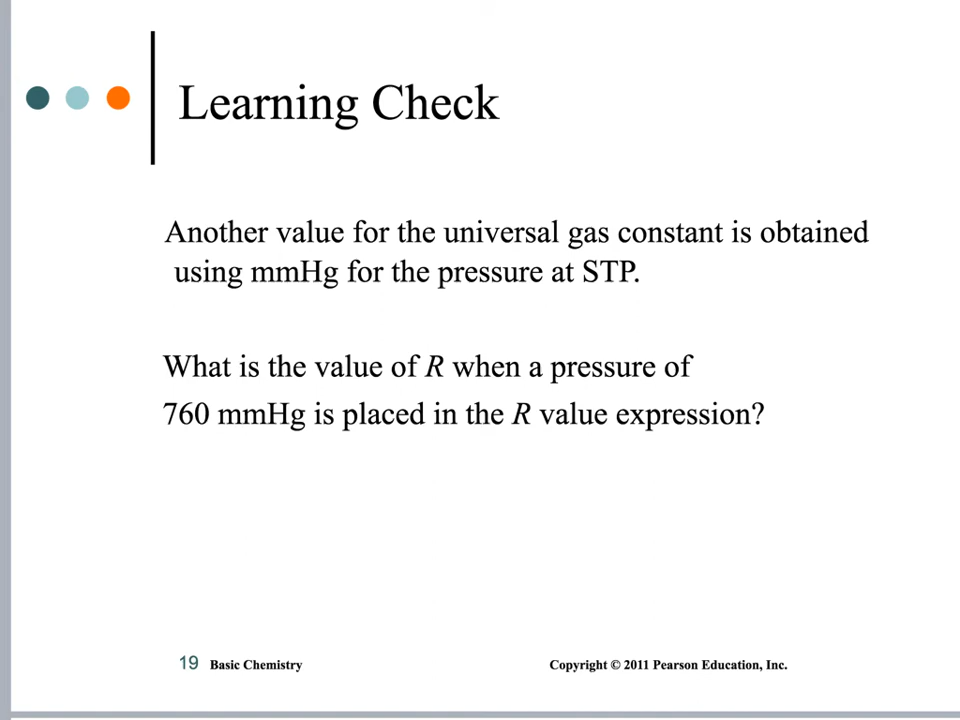 Learning Check
Another value for the universal gas constant is obtained
using mmHg for the pressure at STP.
What is the value of R when a pressure of
760 mmHg is placed in the R value expression?
19 Basic Chemistry
Copyright © 2011 Pearson Education, Inc.